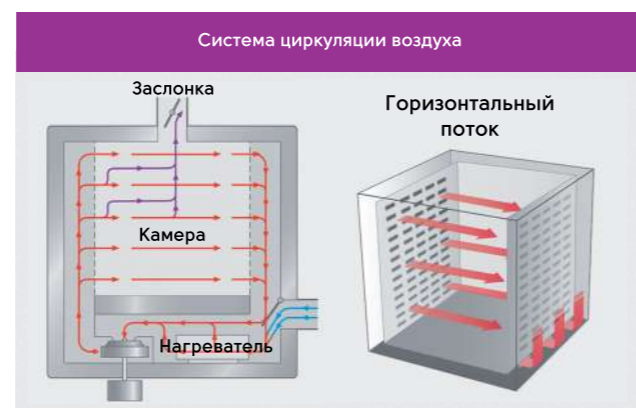 Система циркуляции воздуха
Заслонка
Горизонтальный
поток
Камера
Нагреватель